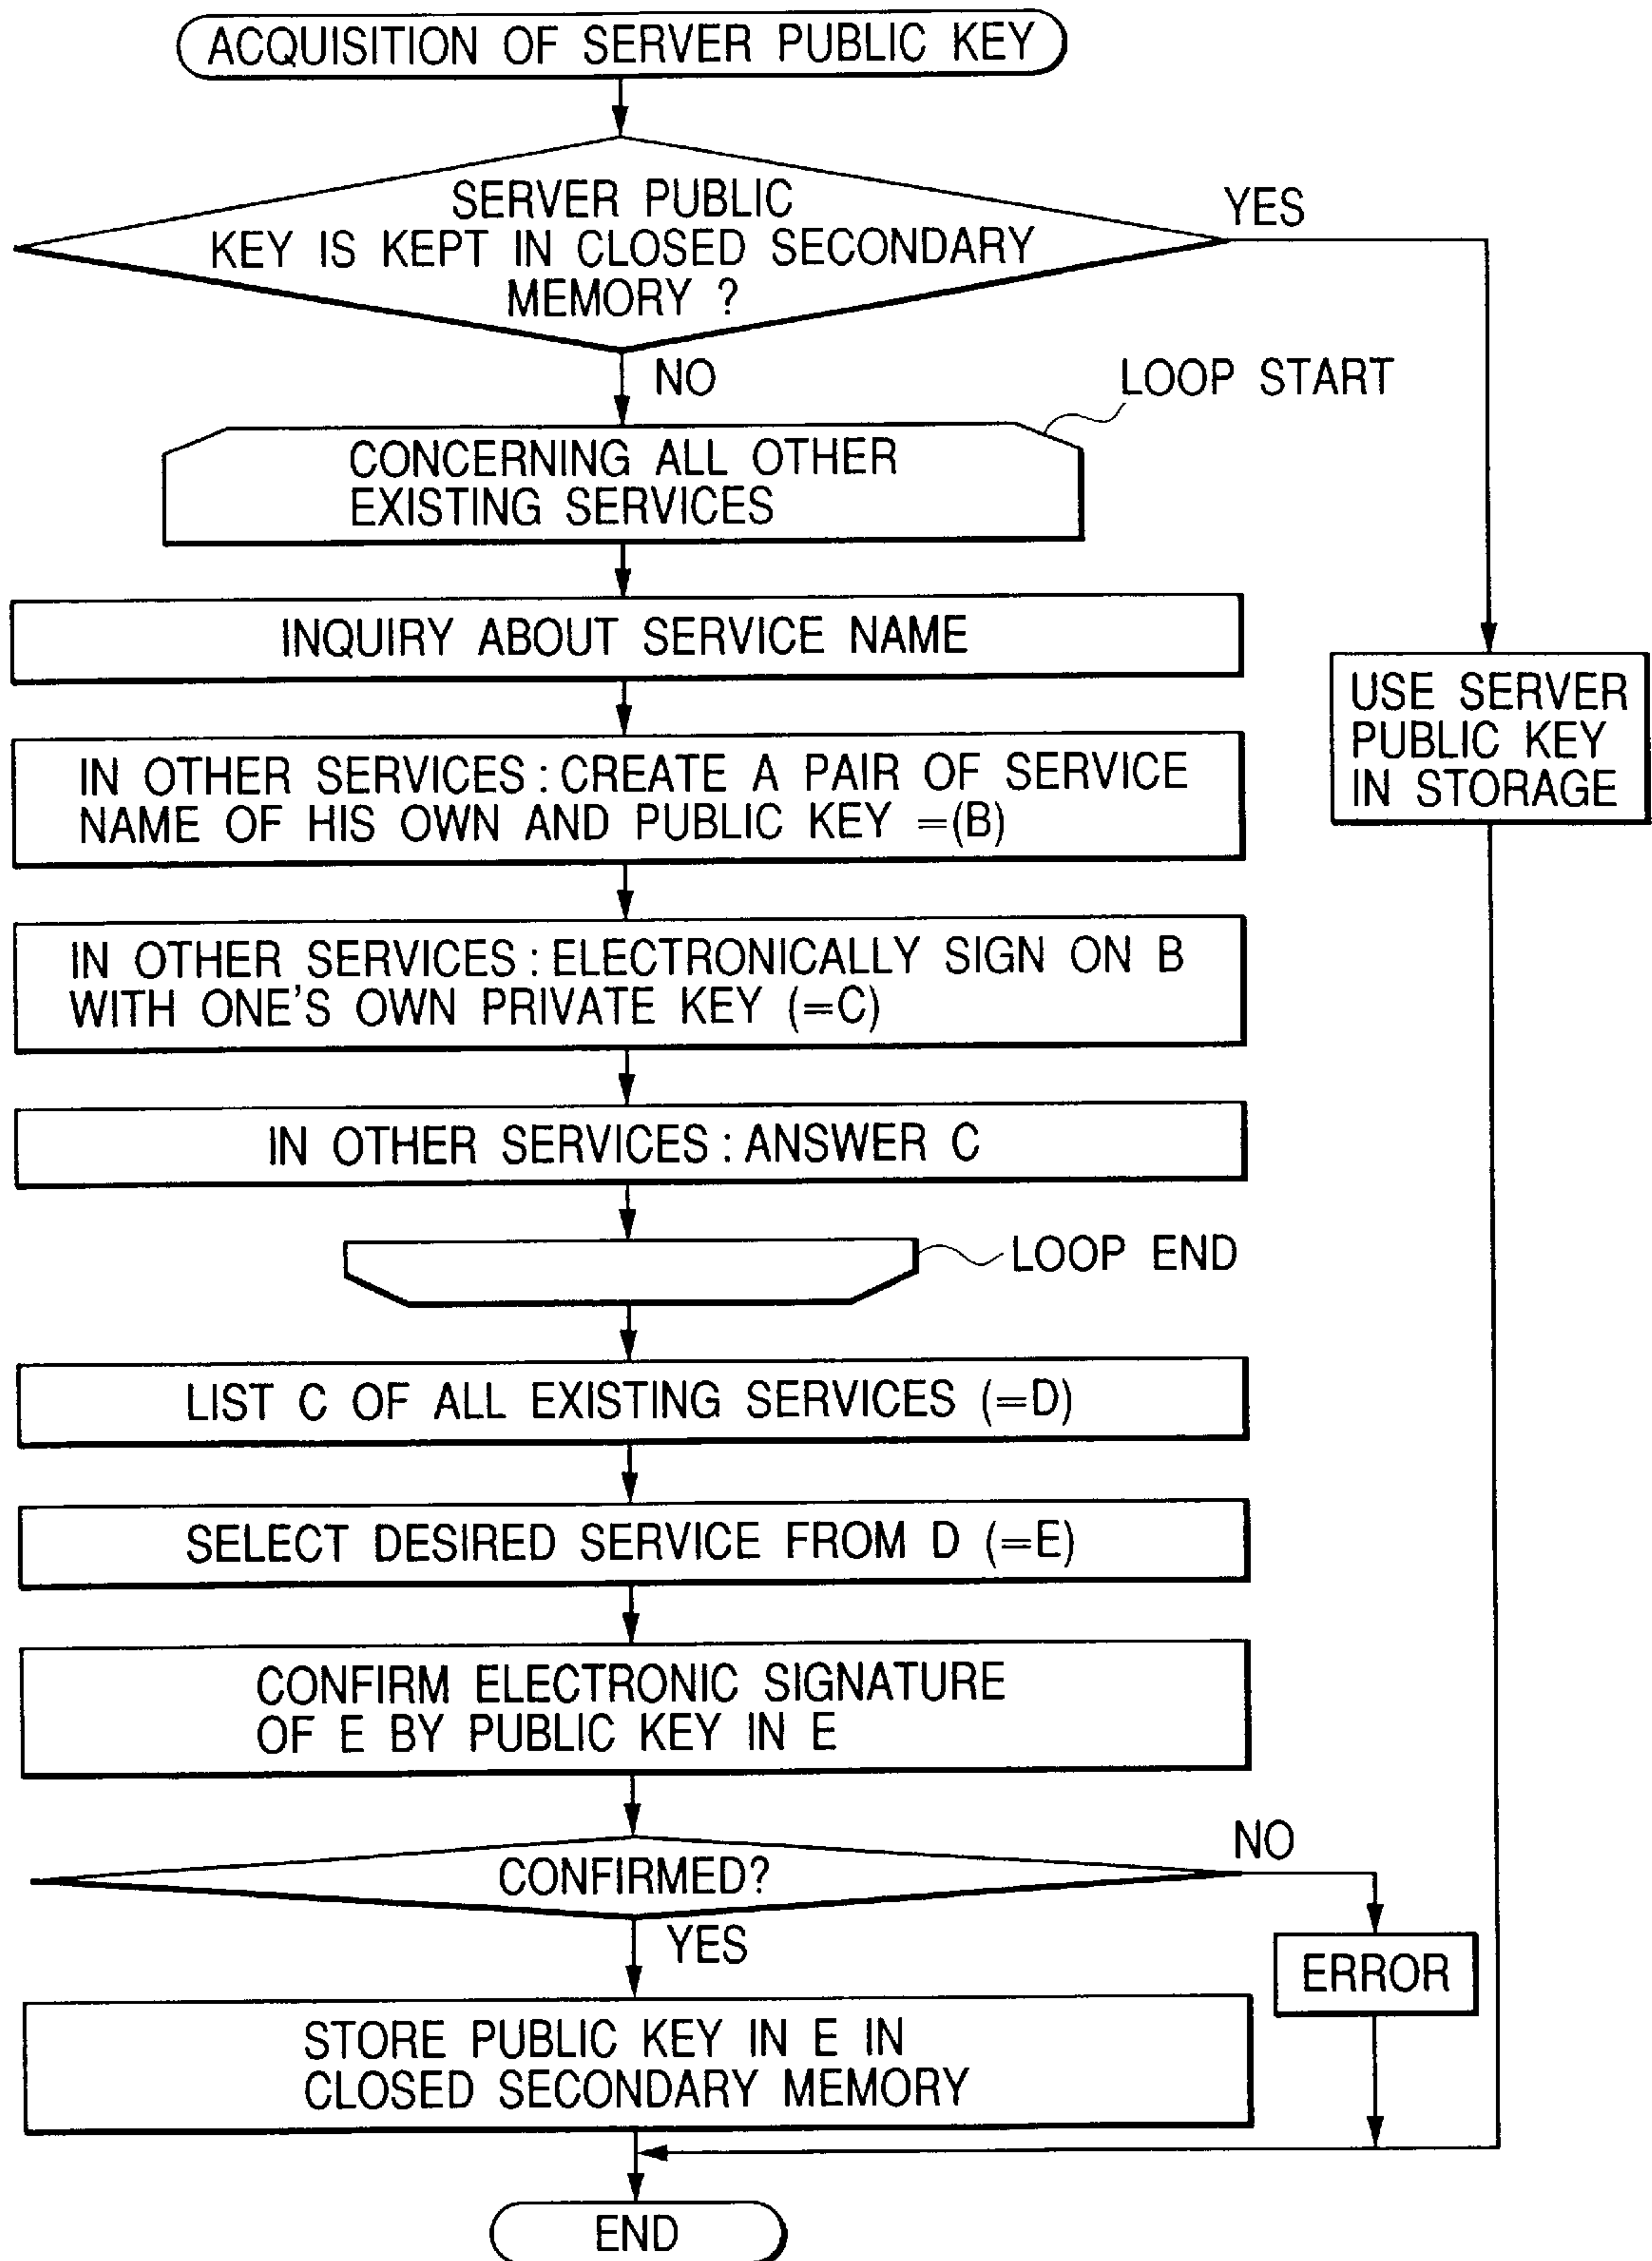 ACQUISITION OF SERVER PUBLIC KEY
SERVER PUBLIC
KEY IS KEPT IN CLOSED SECONDARY
MEMORY ?
YES
NO
LOOP START
CONCERNING ALL OTHER
EXISTING SERVICES
INQUIRY ABOUT SERVICE NAME
USE SERVER
PUBLIC KEY
IN STORAGE
IN OTHER SERVICES : CREATE A PAIR OF SERVICE
NAME OF HIS OWN AND PUBLIC KEY =(B)
IN OTHER SERVICES : ELECTRONICALLY SIGN ON B
WITH ONE'S OWN PRIVATE KEY (=C)
IN OTHER SERVICES : ANSWER C
LOOP END
LIST C OF ALL EXISTING SERVICES (=D)
SELECT DESIRED SERVICE FROM D (=E)
CONFIRM ELECTRONIC SIGNATURE
OF E BY PUBLIC KEY IN E
CONFIRMED?
NO
YES
ERROR
STORE PUBLIC KEY IN E IN
CLOSED SECONDARY MEMORY
END